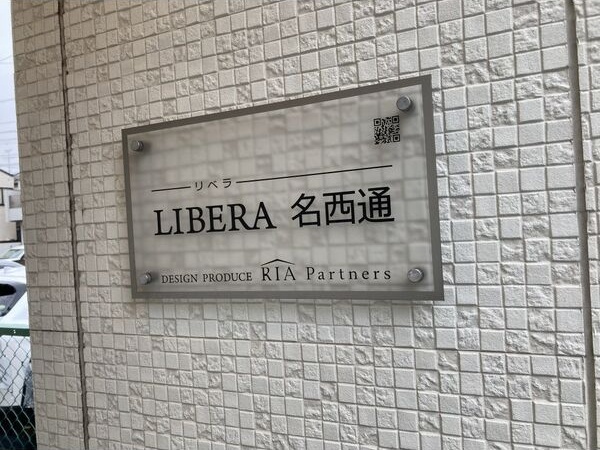 リベラ
LIBERA 名西通
DESIGN PRODUCE RIA Partners